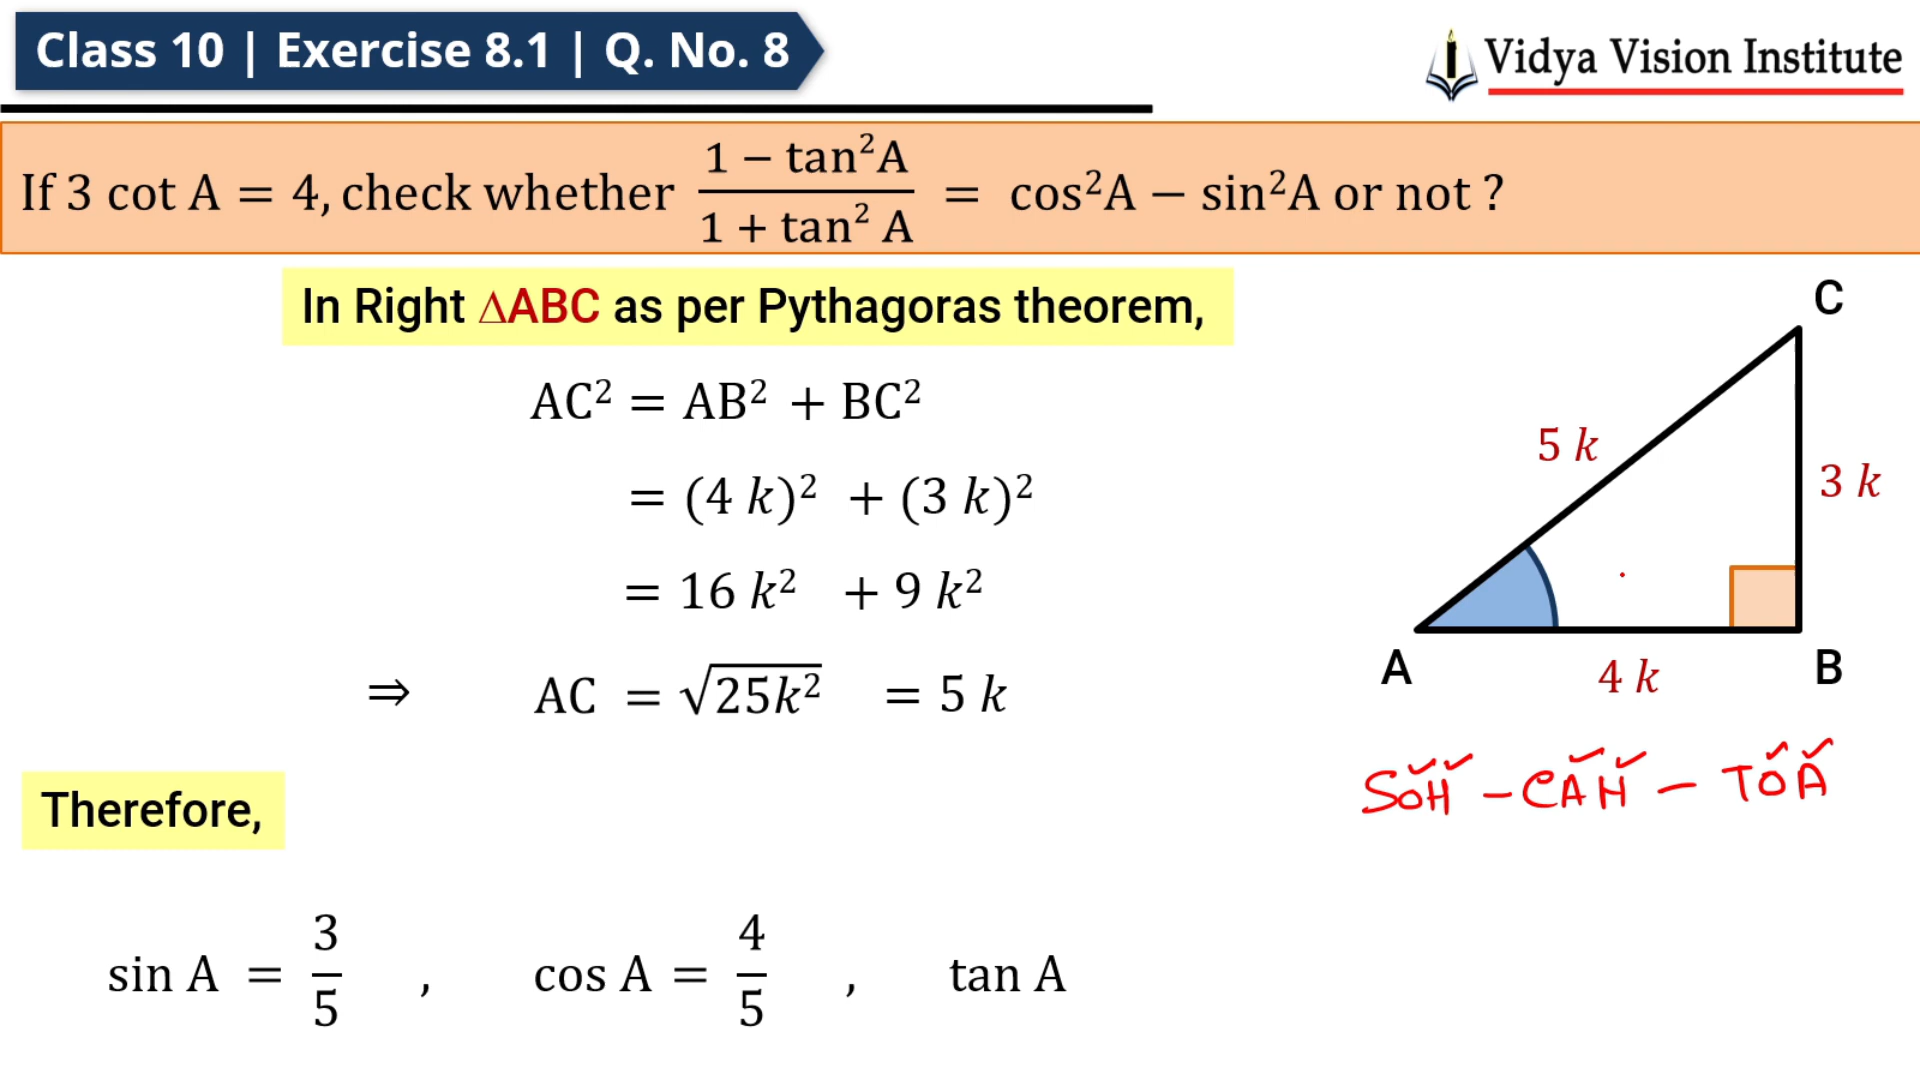 Class 10 | Exercise 8.1 | Q. No. 8
Vidya Vision Institute
If 3 cot A = 4, check whether (1 − tan²A)/(1 + tan² A) = cos²A − sin²A or not ?
In Right ΔABC as per Pythagoras theorem,
AC² = AB² + BC²
= (4 k)² + (3 k)²
= 16 k² + 9 k²
⇒ AC = √25k² = 5 k
C
5 k
3 k
A
4 k
B
SOH – CAH – TOA
Therefore,
sin A = 3/5 , cos A = 4/5 , tan A